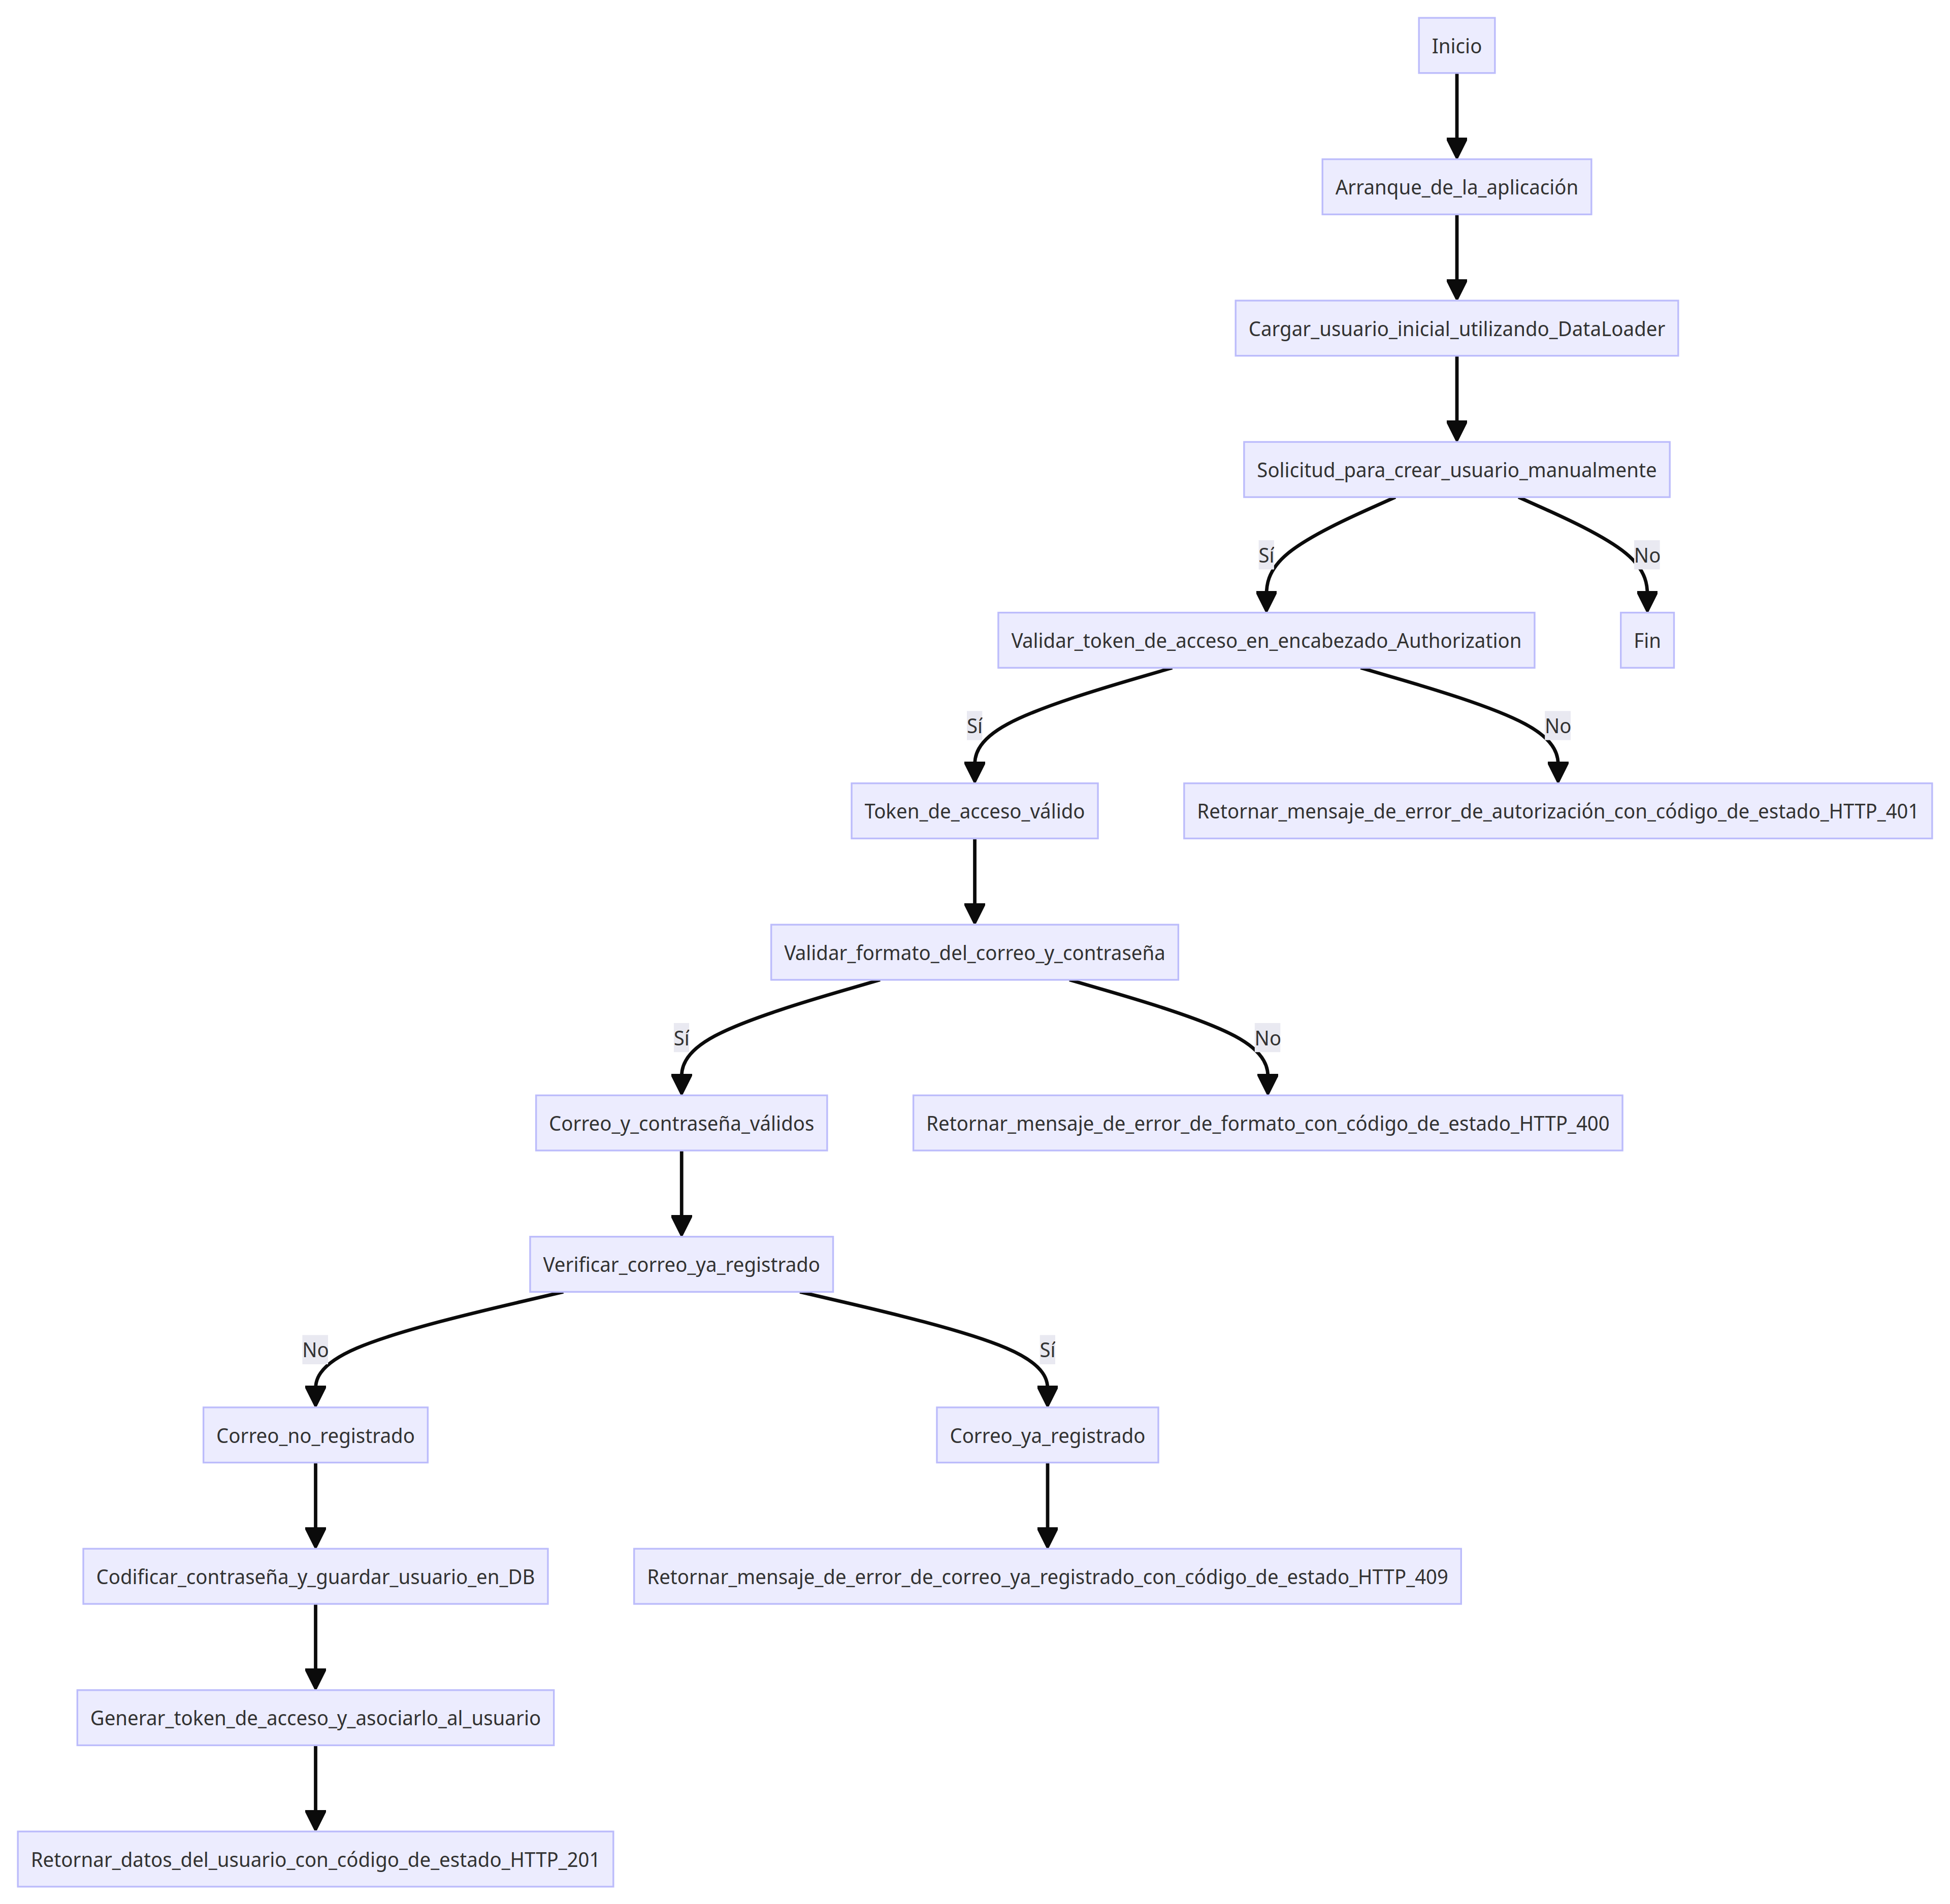 Inicio
Arranque_de_la_aplicación
Cargar_usuario_inicial_utilizando_DataLoader
Solicitud_para_crear_usuario_manualmente
Sí
No
Validar_token_de_acceso_en_encabezado_Authorization
Fin
Sí
No
Token_de_acceso_válido
Retornar_mensaje_de_error_de_autorización_con_código_de_estado_HTTP_401
Validar_formato_del_correo_y_contraseña
Sí
No
Correo_y_contraseña_válidos
Retornar_mensaje_de_error_de_formato_con_código_de_estado_HTTP_400
Verificar_correo_ya_registrado
No
Sí
Correo_no_registrado
Correo_ya_registrado
Codificar_contraseña_y_guardar_usuario_en_DB
Retornar_mensaje_de_error_de_correo_ya_registrado_con_código_de_estado_HTTP_409
Generar_token_de_acceso_y_asociarlo_al_usuario
Retornar_datos_del_usuario_con_código_de_estado_HTTP_201